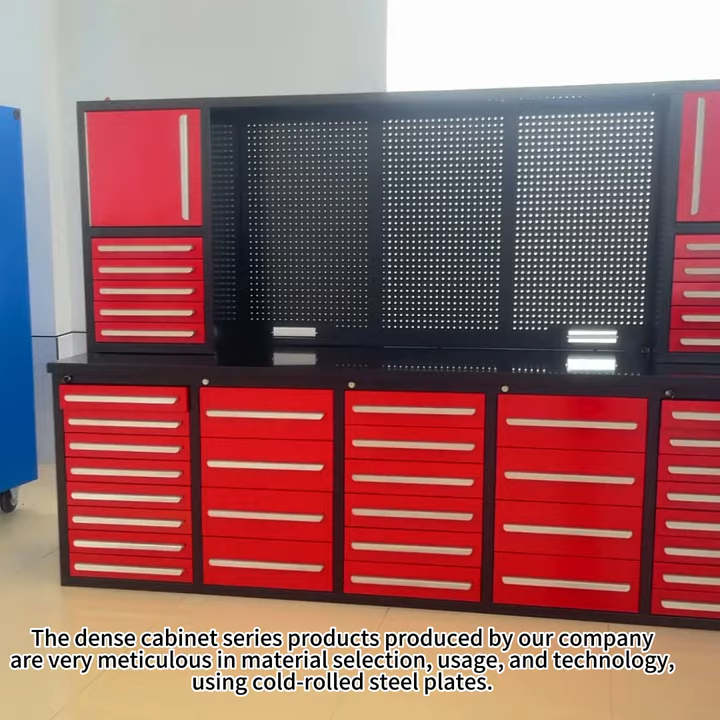 The dense cabinet series products produced by our company
are very meticulous in material selection, usage, and technology,
using cold-rolled steel plates.